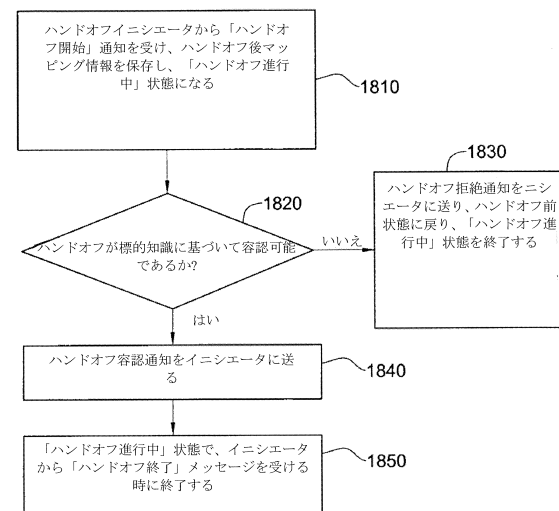 ハンドオフイニシエータから「ハンドオ
フ開始」通知を受け、ハンドオフ後マッ
ピング情報を保存し、「ハンドオフ進行
中」状態になる
1810
1830
ハンドオフ拒絶通知をニシ
エータに送り、ハンドオフ前
状態に戻り、「ハンドオフ進
行中」状態を終了する
1820
ハンドオフが標的知識に基づいて容認可能
であるか?
いいえ
はい
ハンドオフ容認通知をイニシエータに送
る
1840
「ハンドオフ進行中」状態で、イニシエータ
から「ハンドオフ終了」メッセージを受ける
時に終了する
1850